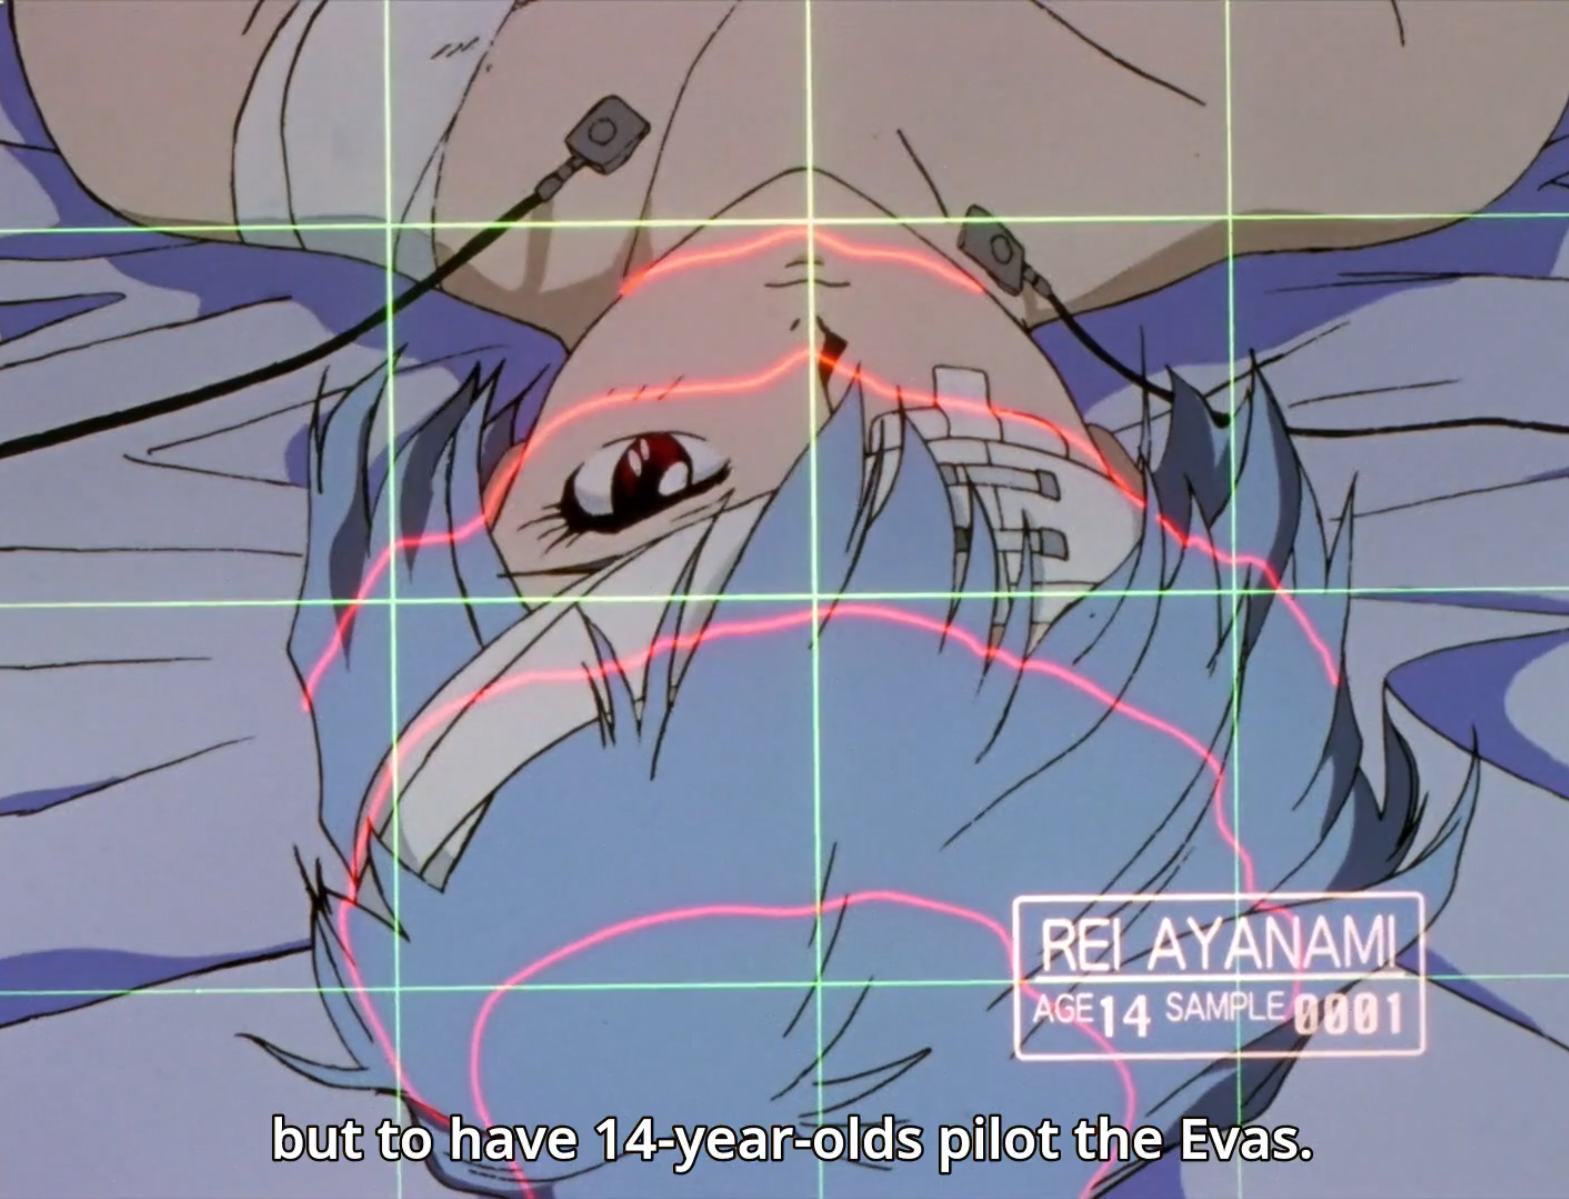 REI AYANAMI
AGE 14 SAMPLE 0001
but to have 14-year-olds pilot the Evas.